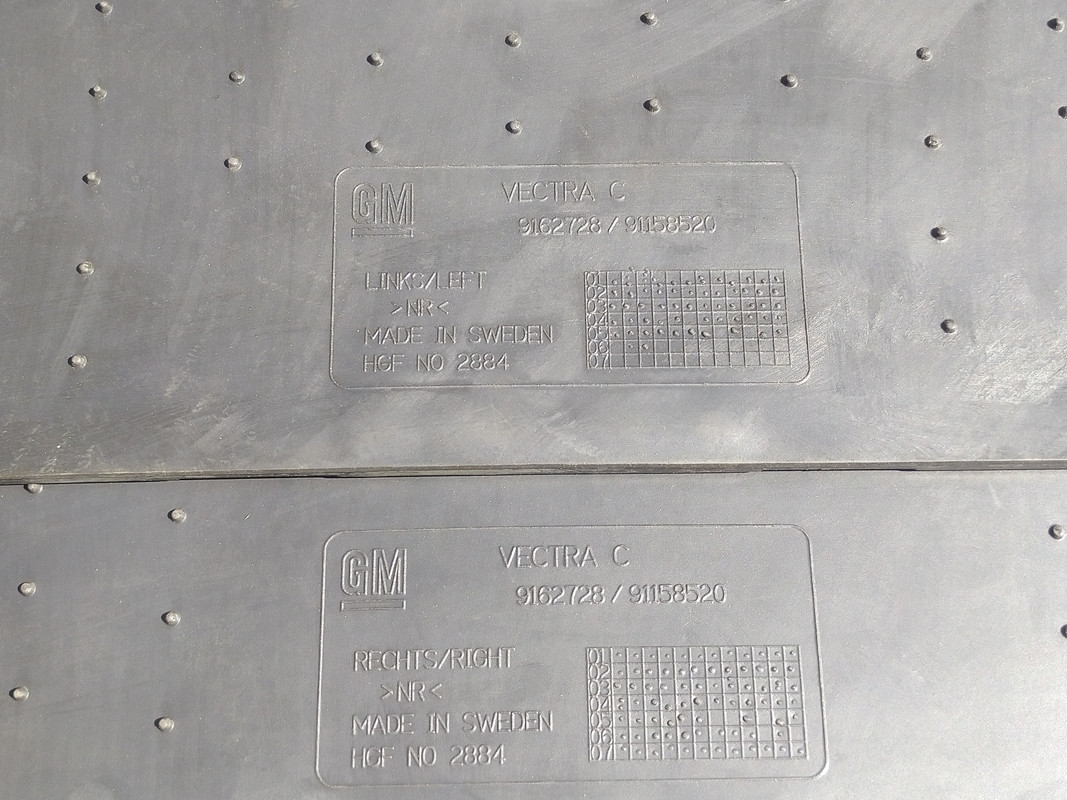 GM
VECTRA C
9162728 / 91158520
LINKS/LEFT
>NR<
MADE IN SWEDEN
HGF NO 2884
01
02
03
04
05
06
07
GM
VECTRA C
9162728 / 91158520
RECHTS/RIGHT
>NR<
MADE IN SWEDEN
HGF NO 2884
01
02
03
04
05
06
07